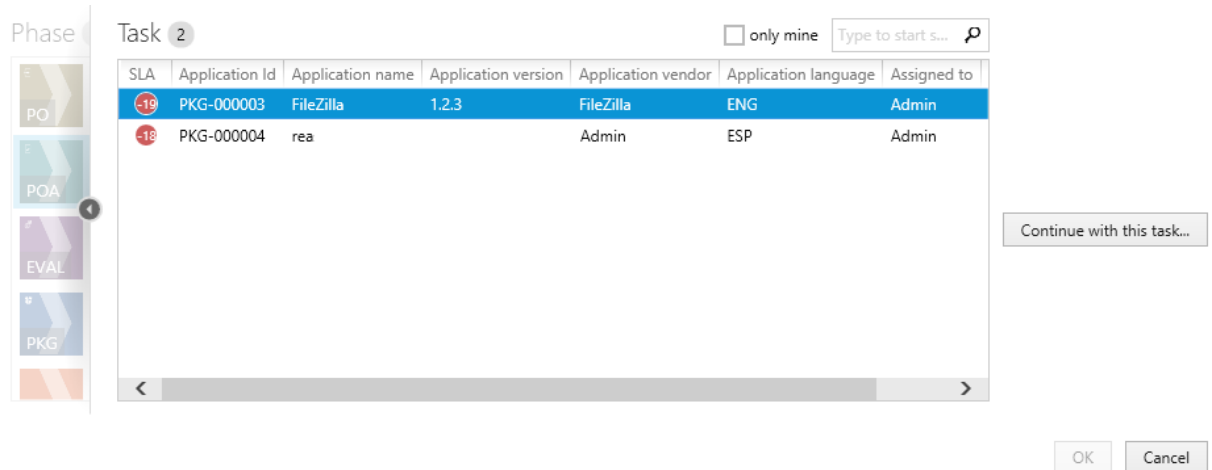 Phase
Task 2
only mine
Type to start s...
SLA Application Id Application name Application version Application vendor Application language Assigned to
-19 PKG-000003 FileZilla 1.2.3 FileZilla ENG Admin
-18 PKG-000004 rea Admin ESP Admin
PO
POA
EVAL
PKG
Continue with this task...
OK Cancel